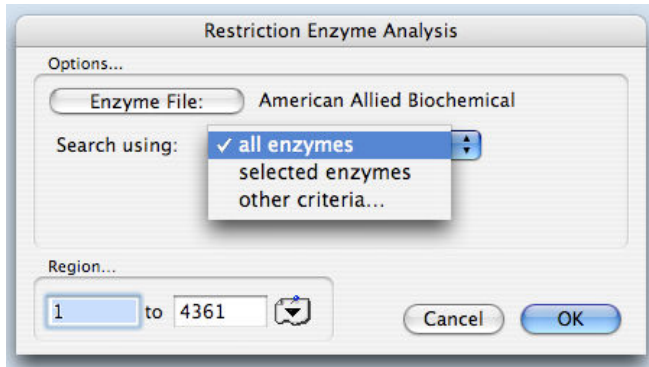 Restriction Enzyme Analysis
Options...
Enzyme File: American Allied Biochemical
Search using: ✓ all enzymes
selected enzymes
other criteria...
Region...
1 to 4361
Cancel OK